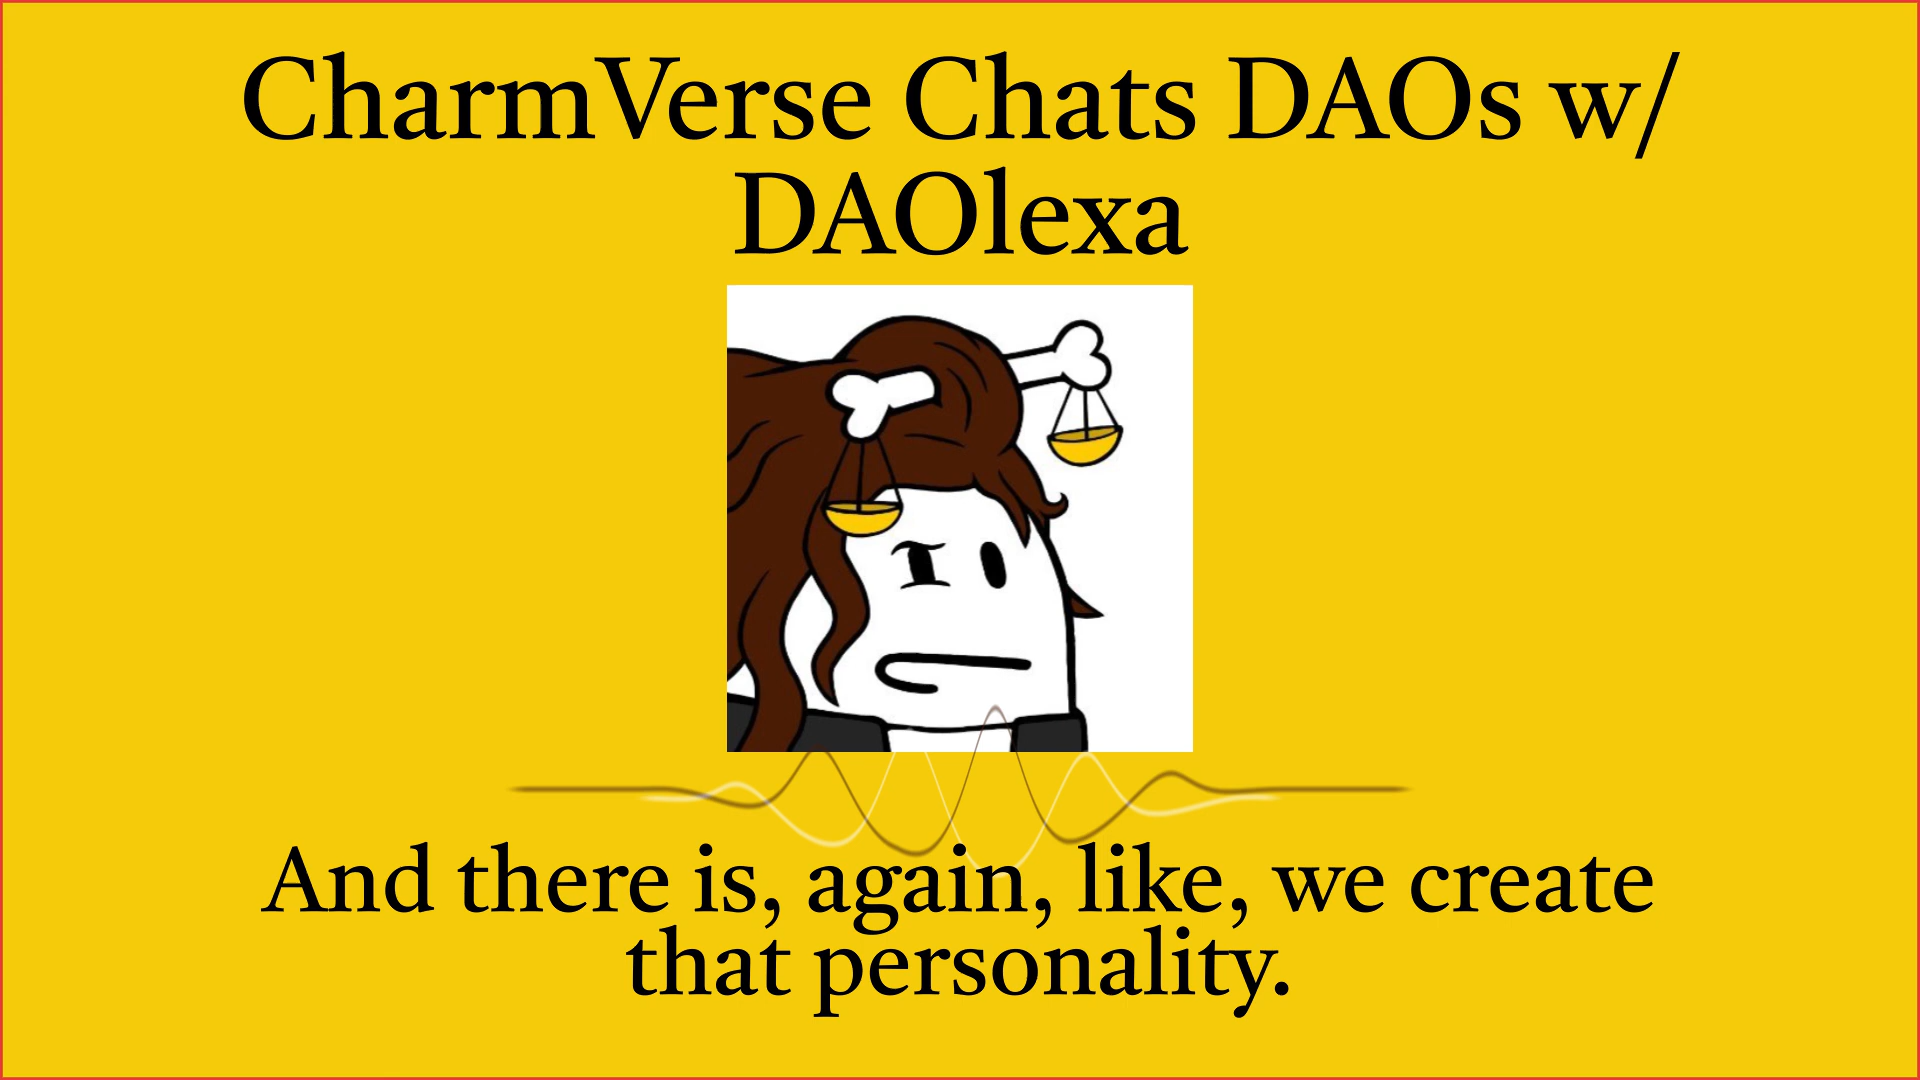 CharmVerse Chats DAOs w/
DAOlexa
And there is, again, like, we create
that personality.